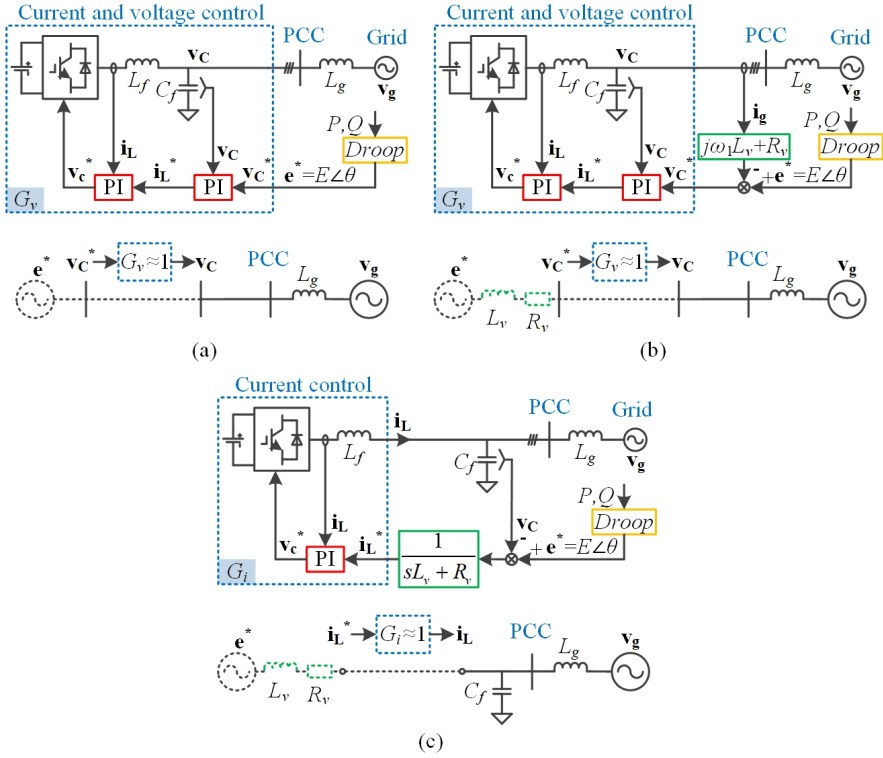 Current and voltage control
PCC
Grid
v_C
L_f
C_f
L_g
v_g
P,Q
Droop
i_L
v_C
v_c^*
i_L^*
v_C^*
e^*=E∠θ
PI
PI
G_v
e^*
v_C^*
G_v≈1
v_C
PCC
L_g
v_g
(a)
Current and voltage control
PCC
Grid
v_C
L_f
C_f
L_g
v_g
i_g
P,Q
jω_1L_v+R_v
Droop
i_L
v_C
v_c^*
i_L^*
v_C^*
-
+e^*=E∠θ
PI
PI
G_v
e^*
v_C^*
G_v≈1
v_C
PCC
L_g
v_g
L_v
R_v
(b)
Current control
i_L
PCC
Grid
L_f
C_f
L_g
v_g
P,Q
Droop
i_L
v_C
v_c^*
i_L^*
1
sL_v+R_v
-
+e^*=E∠θ
PI
G_i
e^*
i_L^*
G_i≈1
i_L
PCC
L_g
v_g
L_v
R_v
C_f
(c)